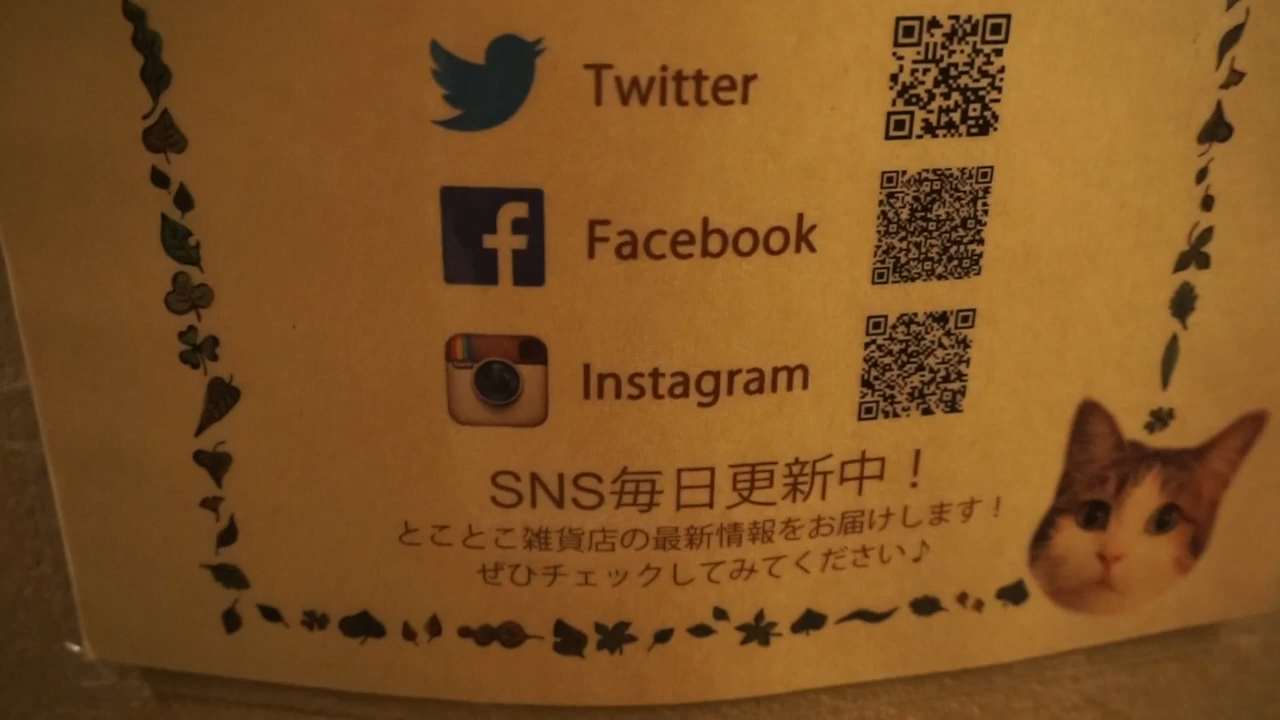 Twitter
Facebook
Instagram
SNS毎日更新中！
とことこ雑貨店の最新情報をお届けします！
ぜひチェックしてみてください♪